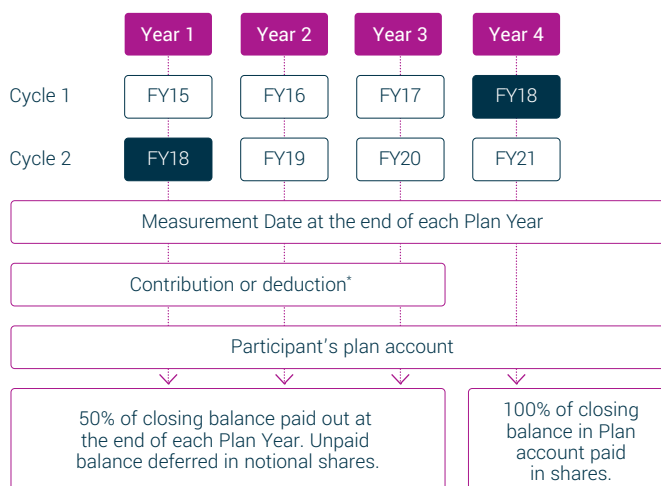 Year 1 Year 2 Year 3 Year 4
Cycle 1 FY15 FY16 FY17 FY18
Cycle 2 FY18 FY19 FY20 FY21
Measurement Date at the end of each Plan Year
Contribution or deduction*
Participant’s plan account
50% of closing balance paid out at
the end of each Plan Year. Unpaid
balance deferred in notional shares.
100% of closing
balance in Plan
account paid
in shares.